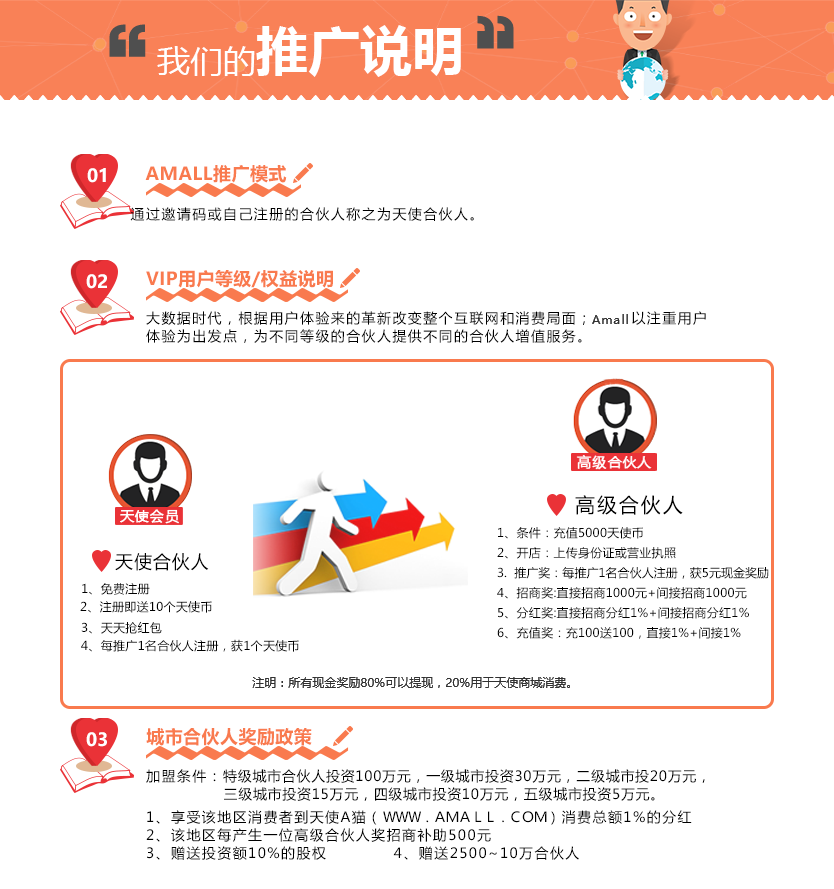 “我们的推广说明”
01
AMALL推广模式
通过邀请码或自己注册的合伙人称之为天使合伙人。
02
VIP用户等级/权益说明
大数据时代，根据用户体验来的革新改变整个互联网和消费局面；Amall以注重用户
体验为出发点，为不同等级的合伙人提供不同的合伙人增值服务。
天使会员
天使合伙人
1、免费注册
2、注册即送10个天使币
3、天天抢红包
4、每推广1名合伙人注册，获1个天使币
高级合伙人
高级合伙人
1、条件：充值5000天使币
2、开店：上传身份证或营业执照
3. 推广奖：每推广1名合伙人注册，获5元现金奖励
4、招商奖:直接招商1000元+间接招商1000元
5、分红奖:直接招商分红1%+间接招商分红1%
6、充值奖：充100送100，直接1%+间接1%
注明：所有现金奖励80%可以提现，20%用于天使商城消费。
03
城市合伙人奖励政策
加盟条件：特级城市合伙人投资100万元，一级城市投资30万元，二级城市投20万元，
三级城市投资15万元，四级城市投资10万元，五级城市投资5万元。
1、享受该地区消费者到天使A猫（WWW．AMALL．COM）消费总额1%的分红
2、该地区每产生一位高级合伙人奖招商补助500元
3、赠送投资额10%的股权 4、赠送2500~10万合伙人